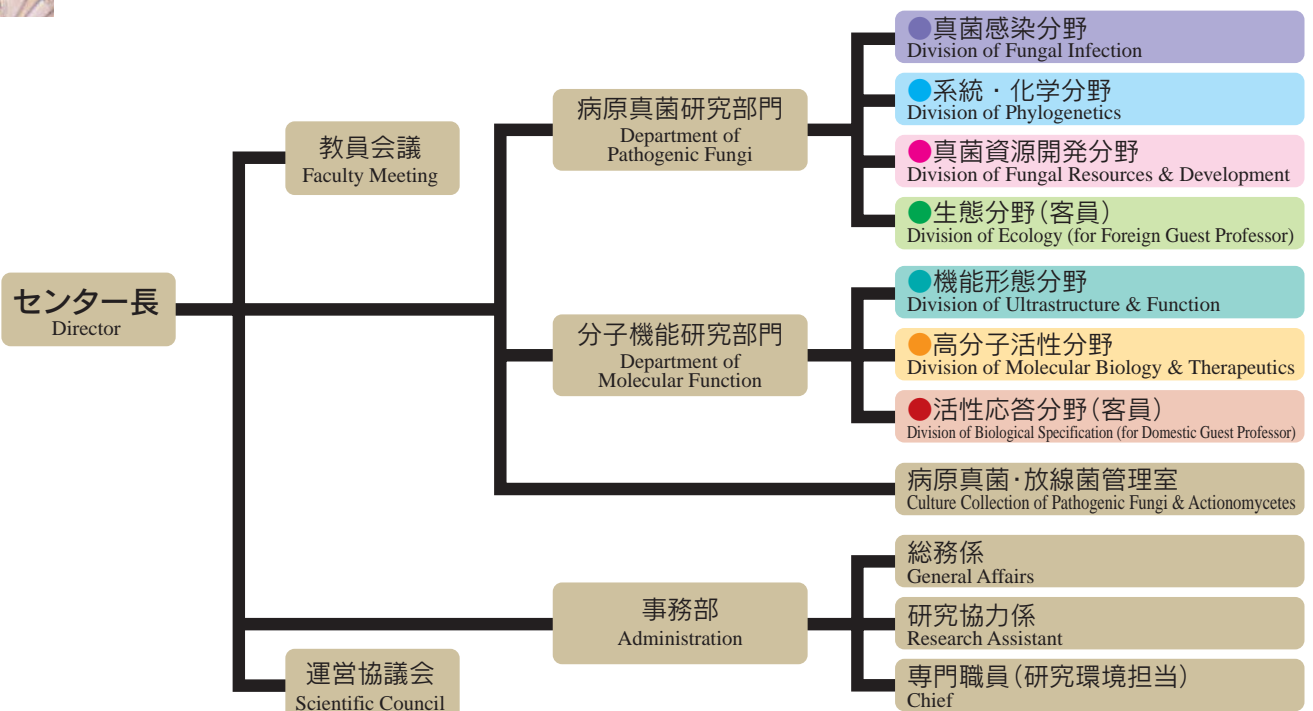 センター長
Director
教員会議
Faculty Meeting
運営協議会
Scientific Council
病原真菌研究部門
Department of
Pathogenic Fungi
●真菌感染分野
Division of Fungal Infection
●系統・化学分野
Division of Phylogenetics
●真菌資源開発分野
Division of Fungal Resources & Development
●生態分野(客員)
Division of Ecology (for Foreign Guest Professor)
分子機能研究部門
Department of
Molecular Function
●機能形態分野
Division of Ultrastructure & Function
●高分子活性分野
Division of Molecular Biology & Therapeutics
●活性応答分野(客員)
Division of Biological Specification (for Domestic Guest Professor)
病原真菌・放線菌管理室
Culture Collection of Pathogenic Fungi & Actionomycetes
事務部
Administration
総務係
General Affairs
研究協力係
Research Assistant
専門職員(研究環境担当)
Chief